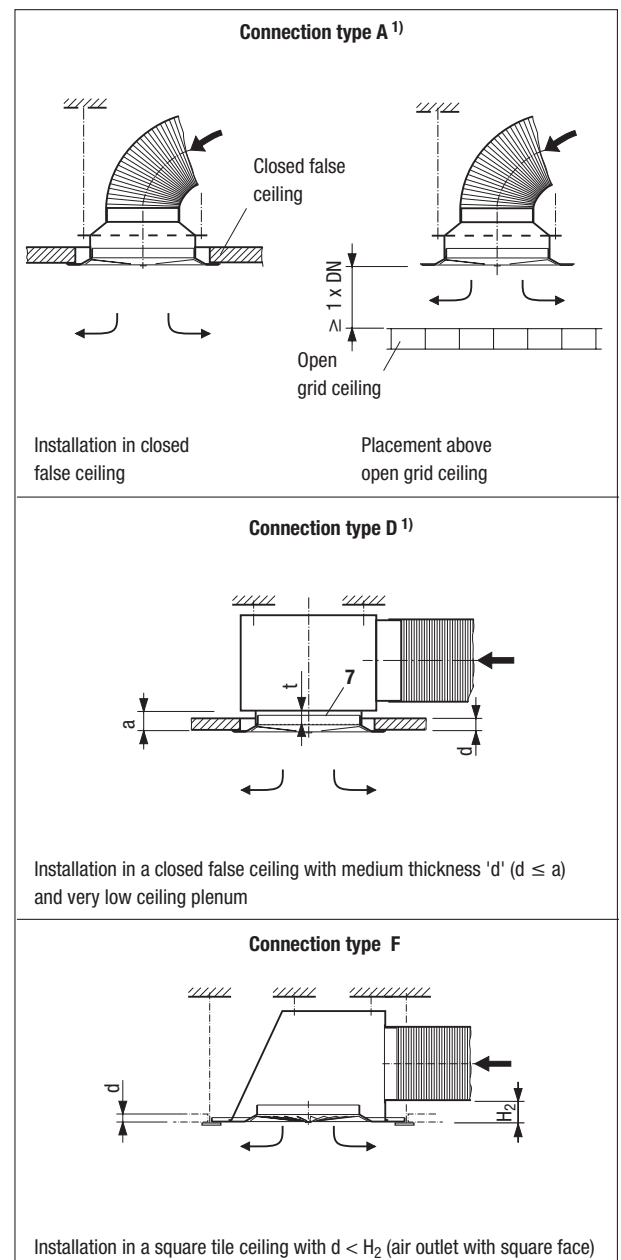 Connection type A 1)
Closed false
ceiling
≥ 1 x DN
Open
grid ceiling
Installation in closed
false ceiling
Placement above
open grid ceiling
Connection type D 1)
t
7
a
d
Installation in a closed false ceiling with medium thickness 'd' (d ≤ a)
and very low ceiling plenum
Connection type F
d
H2
Installation in a square tile ceiling with d < H2 (air outlet with square face)